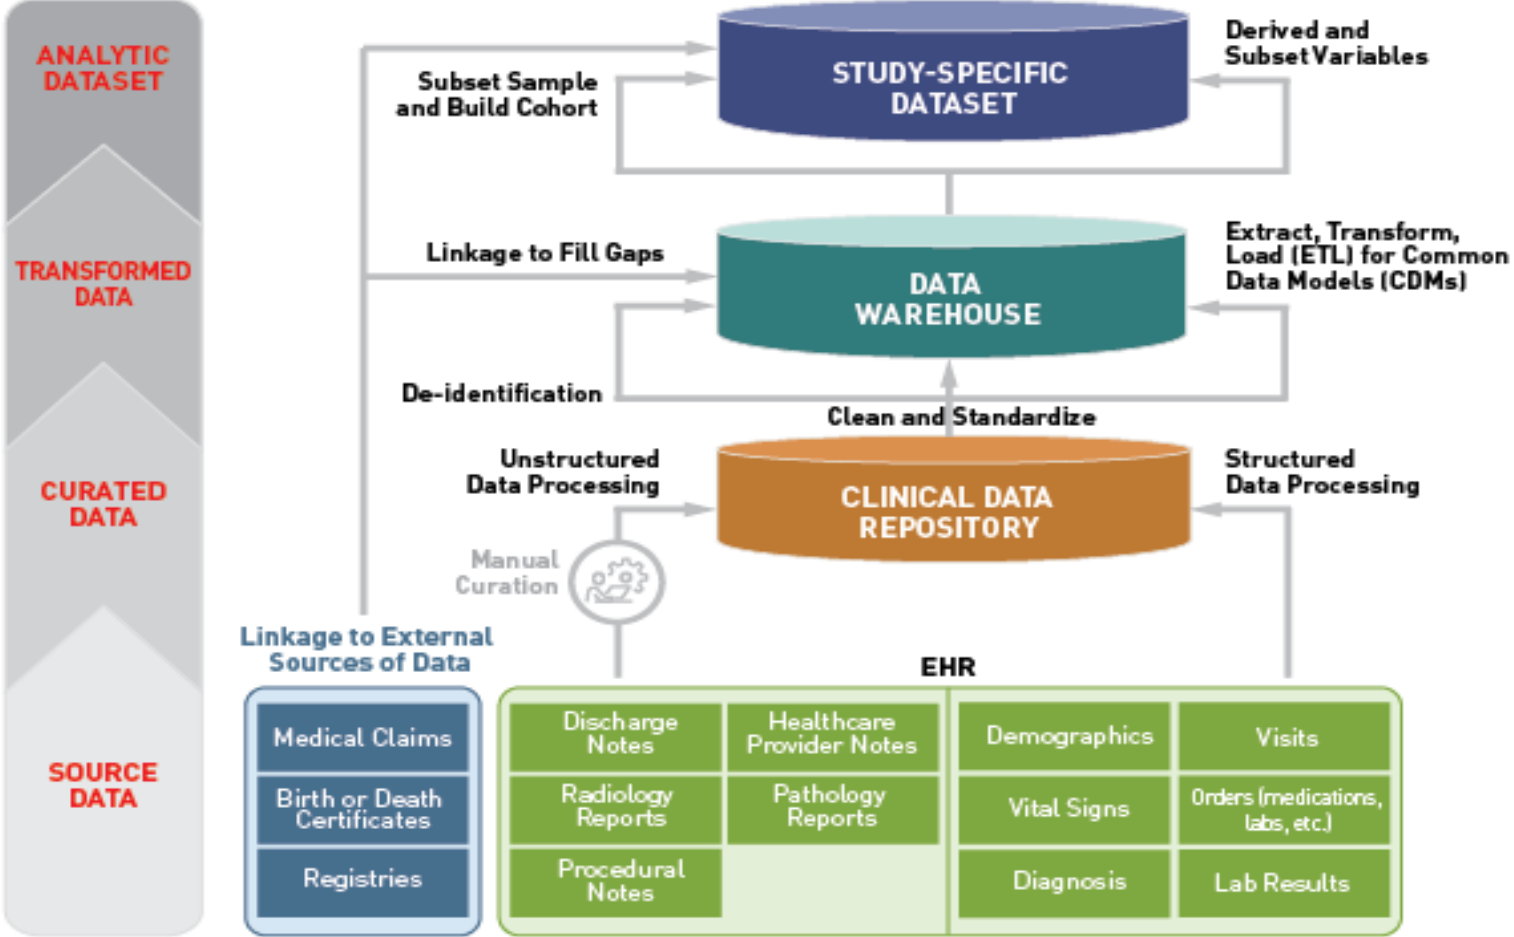 ANALYTIC
DATASET
TRANSFORMED
DATA
CURATED
DATA
SOURCE
DATA
STUDY-SPECIFIC
DATASET
Subset Sample
and Build Cohort
Derived and
Subset Variables
DATA
WAREHOUSE
Linkage to Fill Gaps
Extract, Transform,
Load (ETL) for Common
Data Models (CDMs)
De-identification
Clean and Standardize
CLINICAL DATA
REPOSITORY
Unstructured
Data Processing
Structured
Data Processing
Manual
Curation
Linkage to External
Sources of Data
Medical Claims
Birth or Death
Certificates
Registries
EHR
Discharge
Notes
Healthcare
Provider Notes
Radiology
Reports
Pathology
Reports
Procedural
Notes
Demographics
Visits
Vital Signs
Orders (medications,
labs, etc.)
Diagnosis
Lab Results